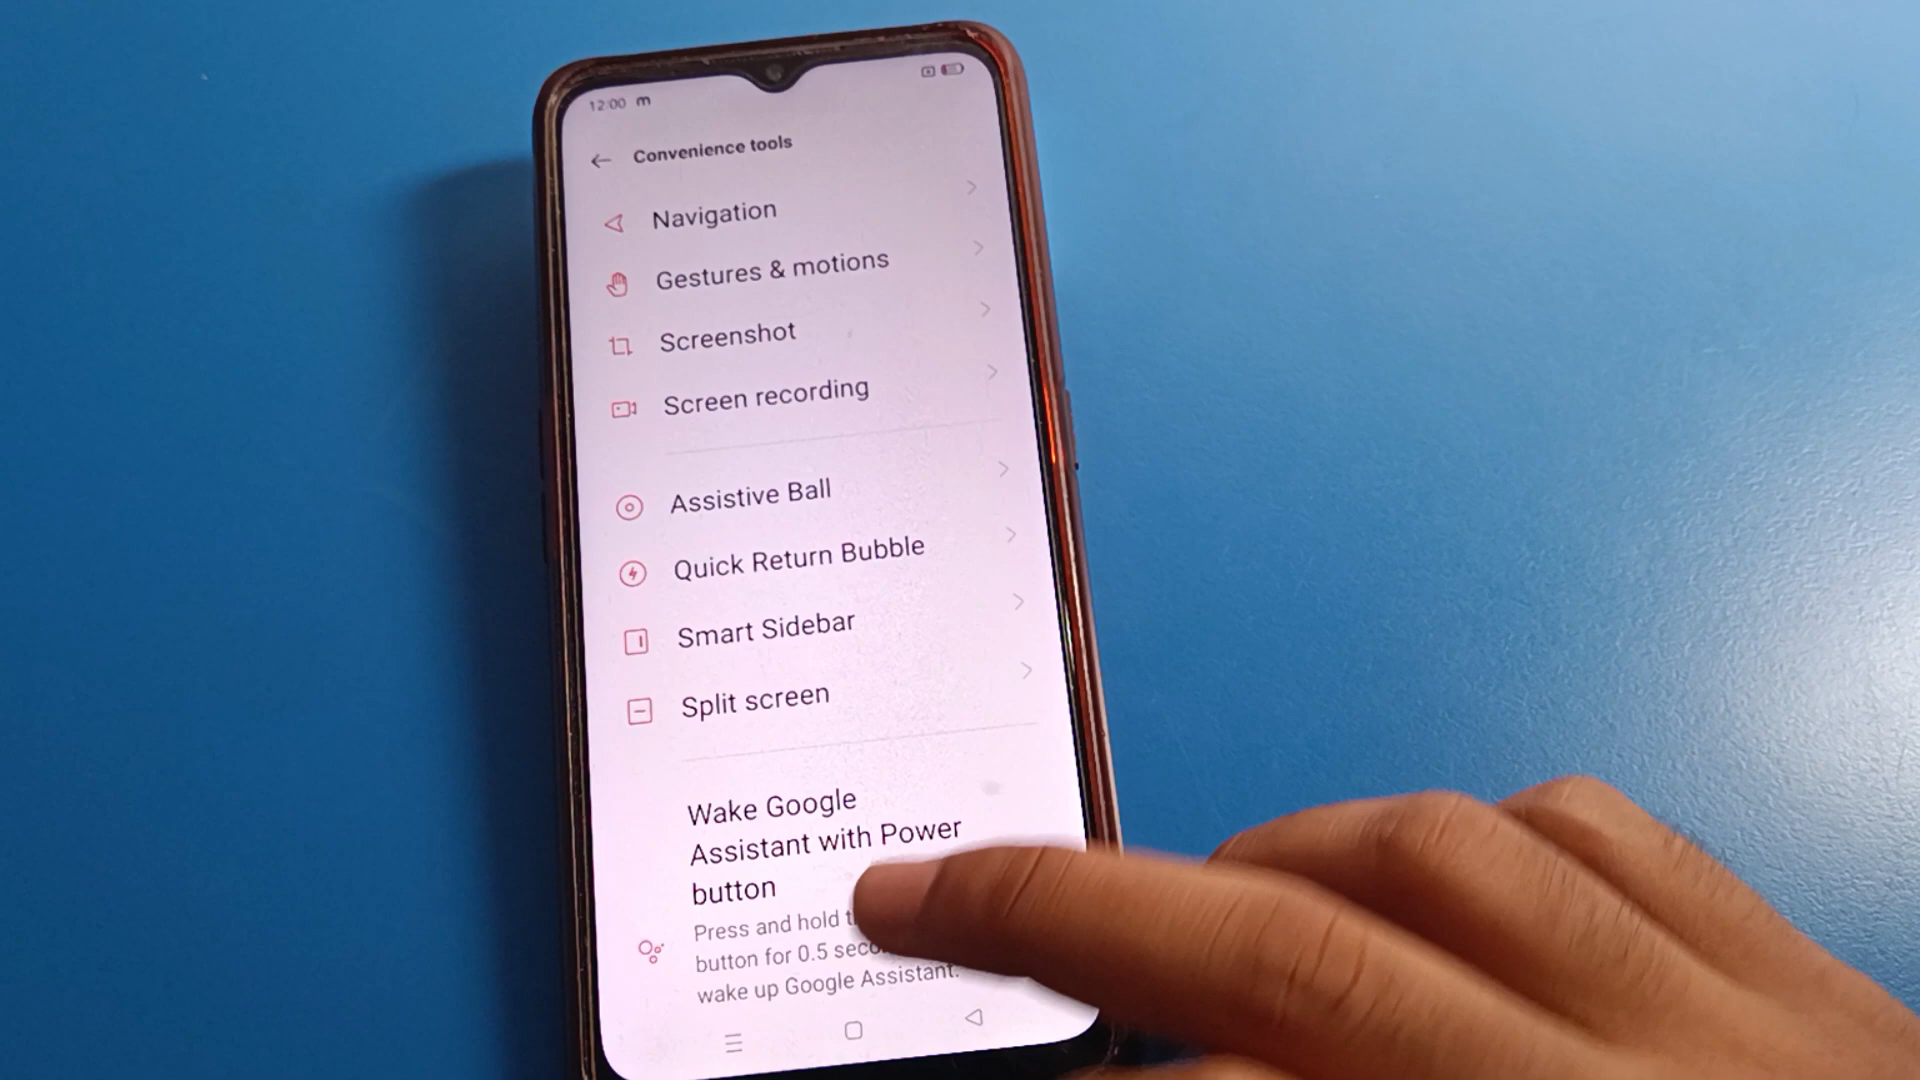 12:00 m
Convenience tools
Navigation
Gestures & motions
Screenshot
Screen recording
Assistive Ball
Quick Return Bubble
Smart Sidebar
Split screen
Wake Google
Assistant with Power
button
Press and hold
button for 0.5
wake up Google Assistant.